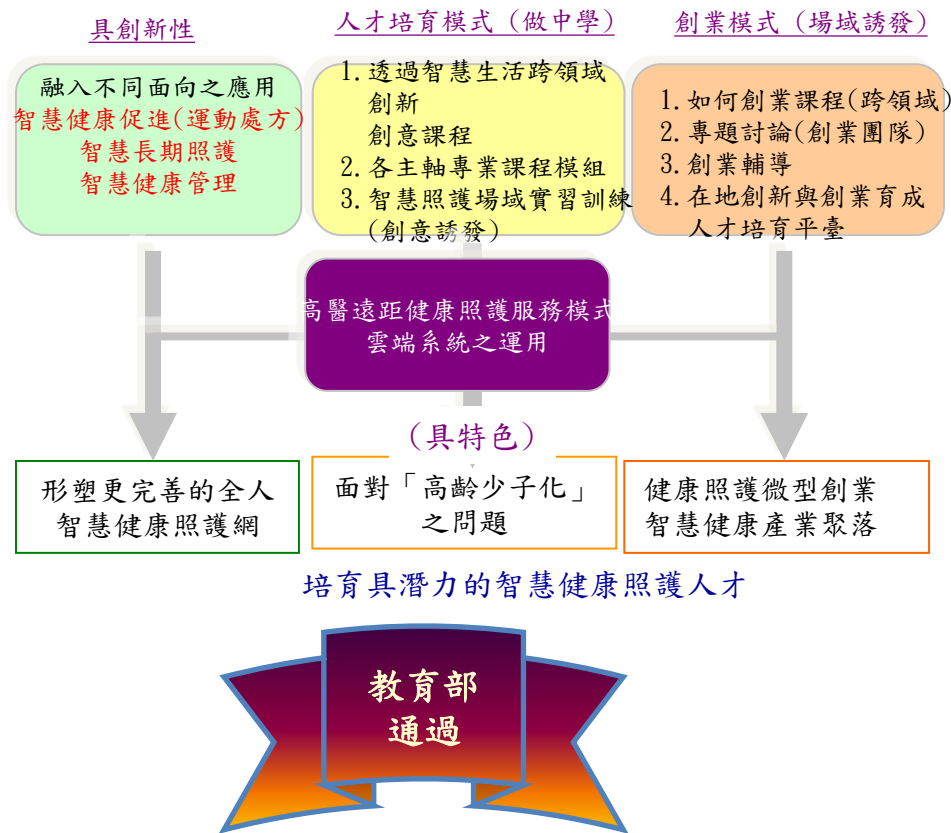 具創新性
融入不同面向之應用
智慧健康促進(運動處方)
智慧長期照護
智慧健康管理
人才培育模式(做中學)
1.透過智慧生活跨領域
創新
創意課程
2.各主軸專業課程模組
3.智慧照護場域實習訓練
(創意誘發)
創業模式(場域誘發)
1.如何創業課程(跨領域)
2.專題討論(創業團隊)
3.創業輔導
4.在地創新與創業育成
人才培育平臺
高醫遠距健康照護服務模式
雲端系統之運用
(具特色)
形塑更完善的全人
智慧健康照護網
面對「高齡少子化」
之問題
健康照護微型創業
智慧健康產業聚落
培育具潛力的智慧健康照護人才
教育部
通過